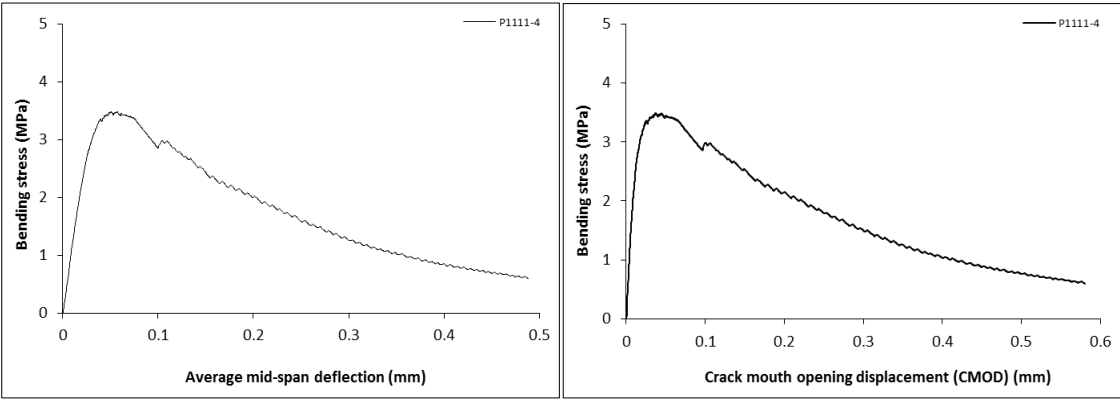 P1111-4
5
4
3
2
1
0
Bending stress (MPa)
0 0.1 0.2 0.3 0.4 0.5
Average mid-span deflection (mm)
P1111-4
5
4
3
2
1
0
Bending stress (MPa)
0 0.1 0.2 0.3 0.4 0.5 0.6
Crack mouth opening displacement (CMOD) (mm)